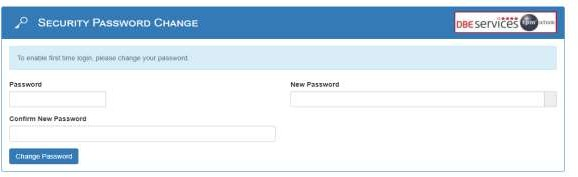 SECURITY PASSWORD CHANGE
DBE services
To enable first time login, please change your password.
Password
New Password
Confirm New Password
Change Password